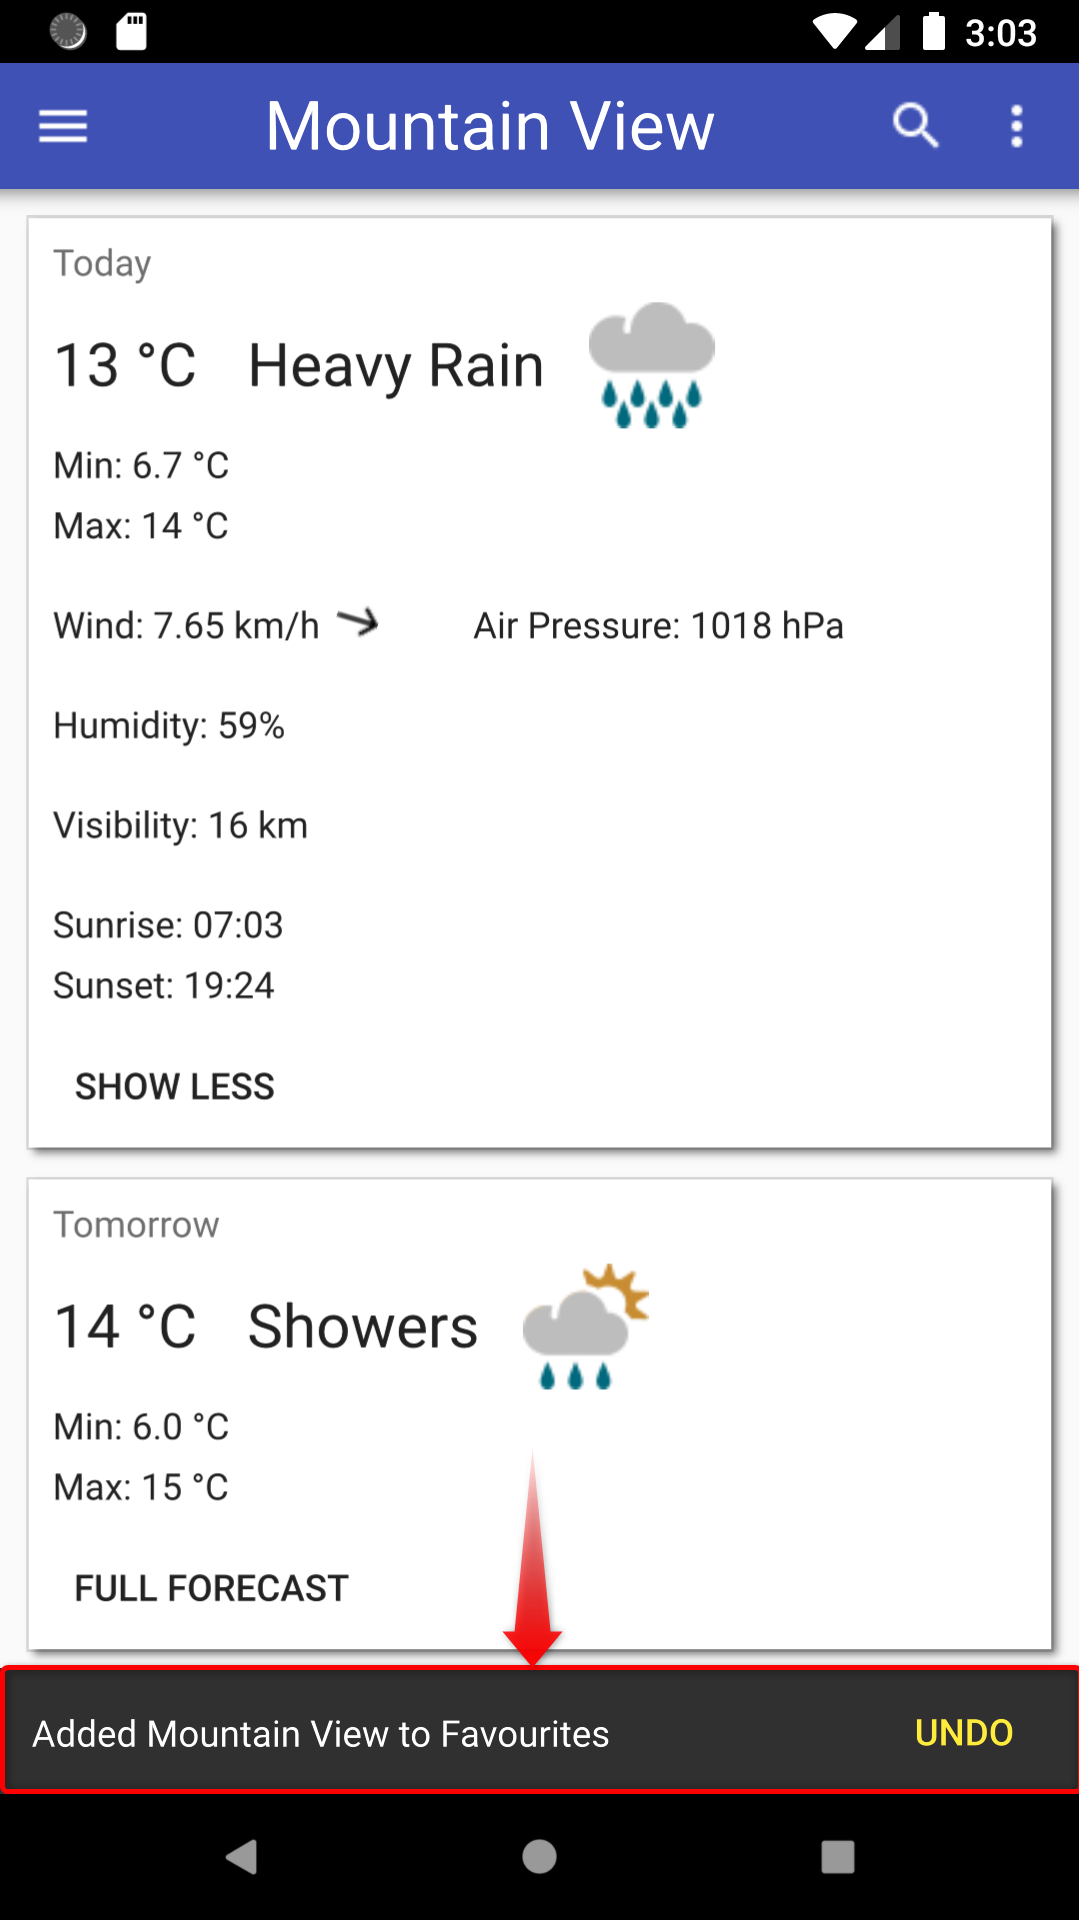 3:03
Mountain View
Today
13 °C Heavy Rain
Min: 6.7 °C
Max: 14 °C
Wind: 7.65 km/h Air Pressure: 1018 hPa
Humidity: 59%
Visibility: 16 km
Sunrise: 07:03
Sunset: 19:24
SHOW LESS
Tomorrow
14 °C Showers
Min: 6.0 °C
Max: 15 °C
FULL FORECAST
Added Mountain View to Favourites UNDO